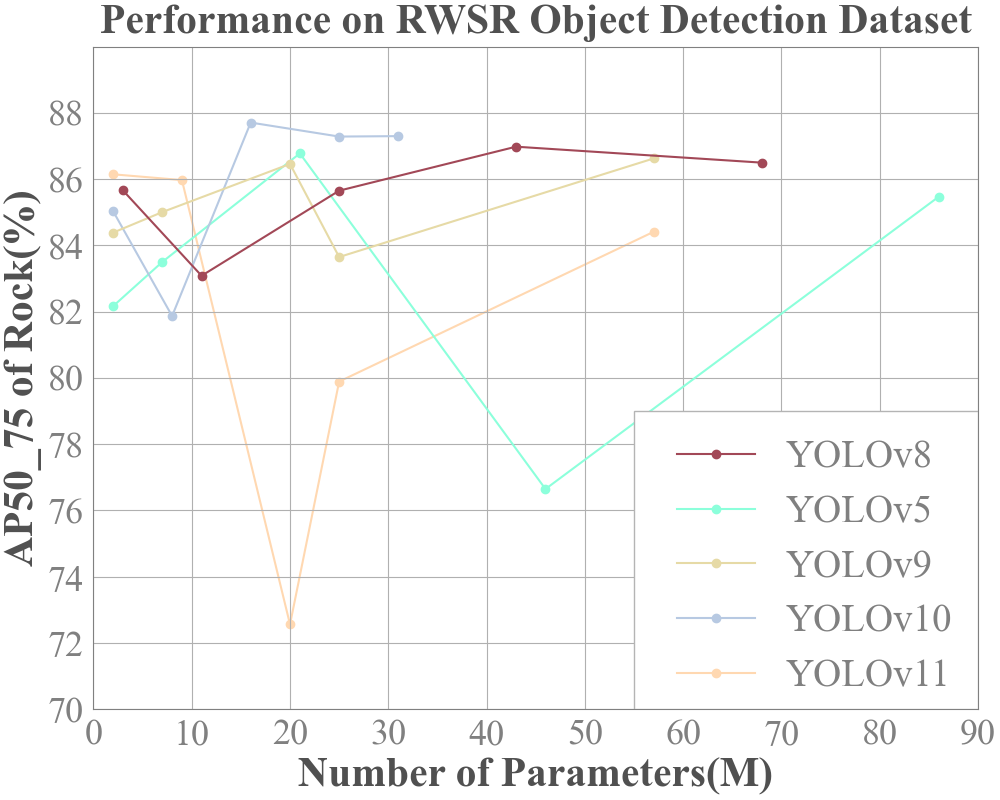 Performance on RWSR Object Detection Dataset
AP50_75 of Rock(%)
88
86
84
82
80
78
76
74
72
70
0 10 20 30 40 50 60 70 80 90
Number of Parameters(M)
YOLOv8
YOLOv5
YOLOv9
YOLOv10
YOLOv11